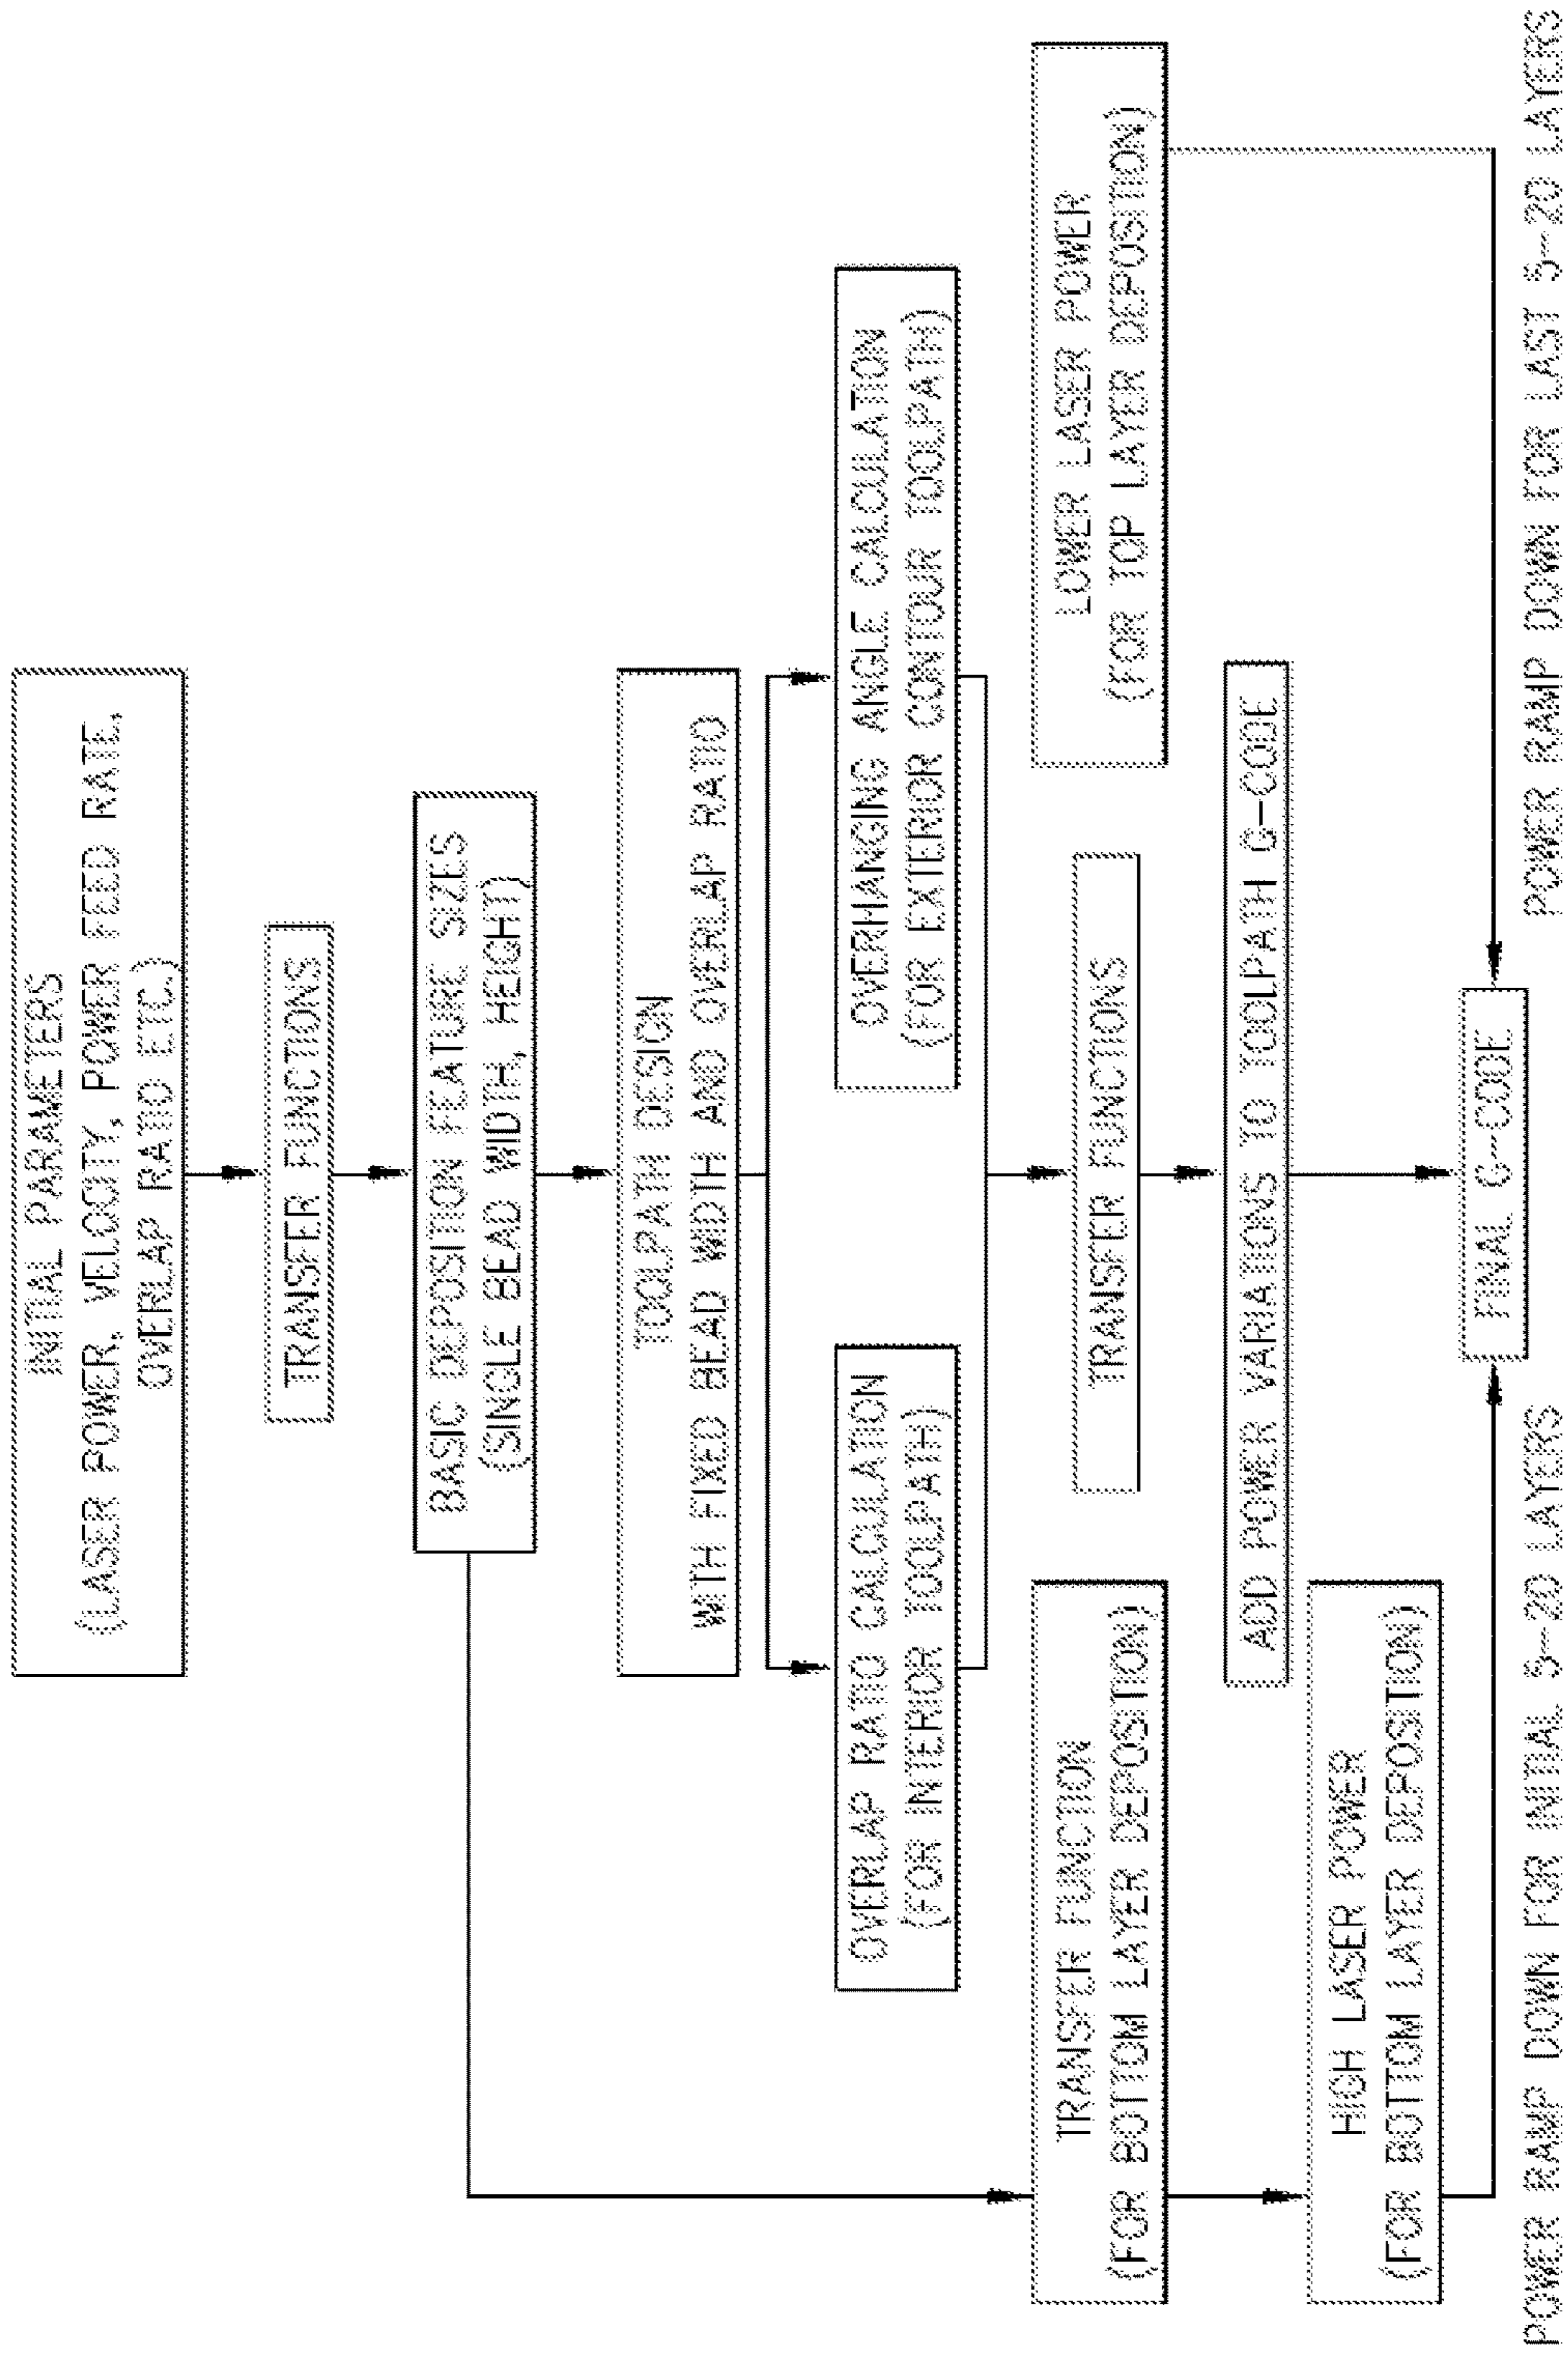 INITIAL PARAMETERS
(LASER POWER, VELOCITY, POWER FEED RATE,
OVERLAP RATIO ETC.)
TRANSFER FUNCTIONS
BASIC DEPOSITION FEATURE SIZES
(SINGLE BEAD WIDTH, HEIGHT)
TOOLPATH DESIGN
WITH FIXED BEAD WIDTH AND OVERLAP RATIO
OVERLAP RATIO CALCULATION
(FOR INTERIOR TOOLPATH)
OVERHANGING ANGLE CALCULATION
(FOR EXTERIOR CONTOUR TOOLPATH)
TRANSFER FUNCTION
(FOR BOTTOM LAYER DEPOSITION)
TRANSFER FUNCTIONS
LOWER LASER POWER
(FOR TOP LAYER DEPOSITION)
ADD POWER VARIATIONS TO TOOLPATH G-CODE
HIGH LASER POWER
(FOR BOTTOM LAYER DEPOSITION)
FINAL G-CODE
POWER RAMP DOWN FOR INITIAL 5-20 LAYERS
POWER RAMP DOWN FOR LAST 5-20 LAYERS